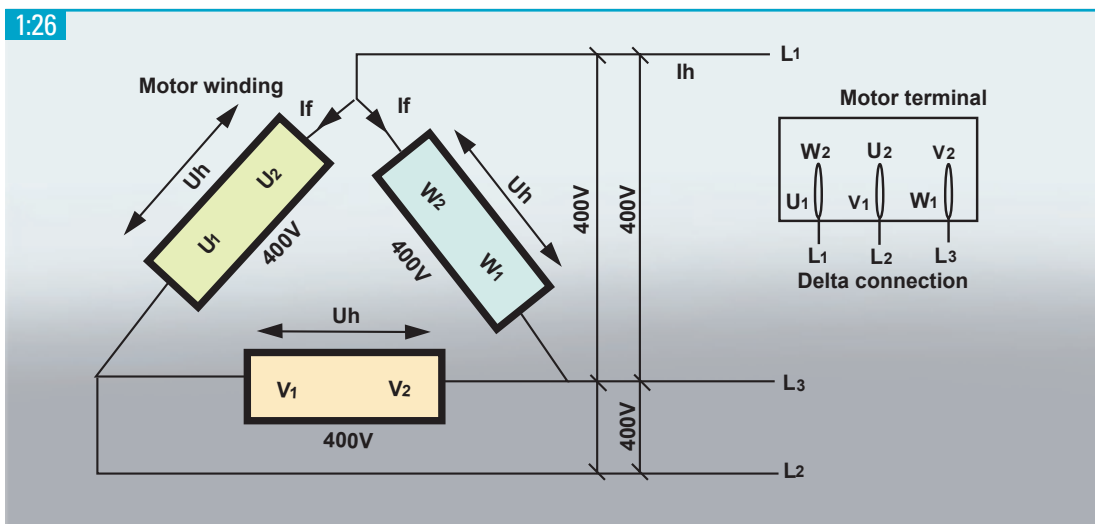 1:26
L1
Ih
Motor winding
If
If
Uh
U2
U1
400V
Uh
W2
W1
400V
400V
400V
Uh
V1
V2
400V
L3
400V
L2
Motor terminal
W2 U2 V2
U1 V1 W1
L1 L2 L3
Delta connection